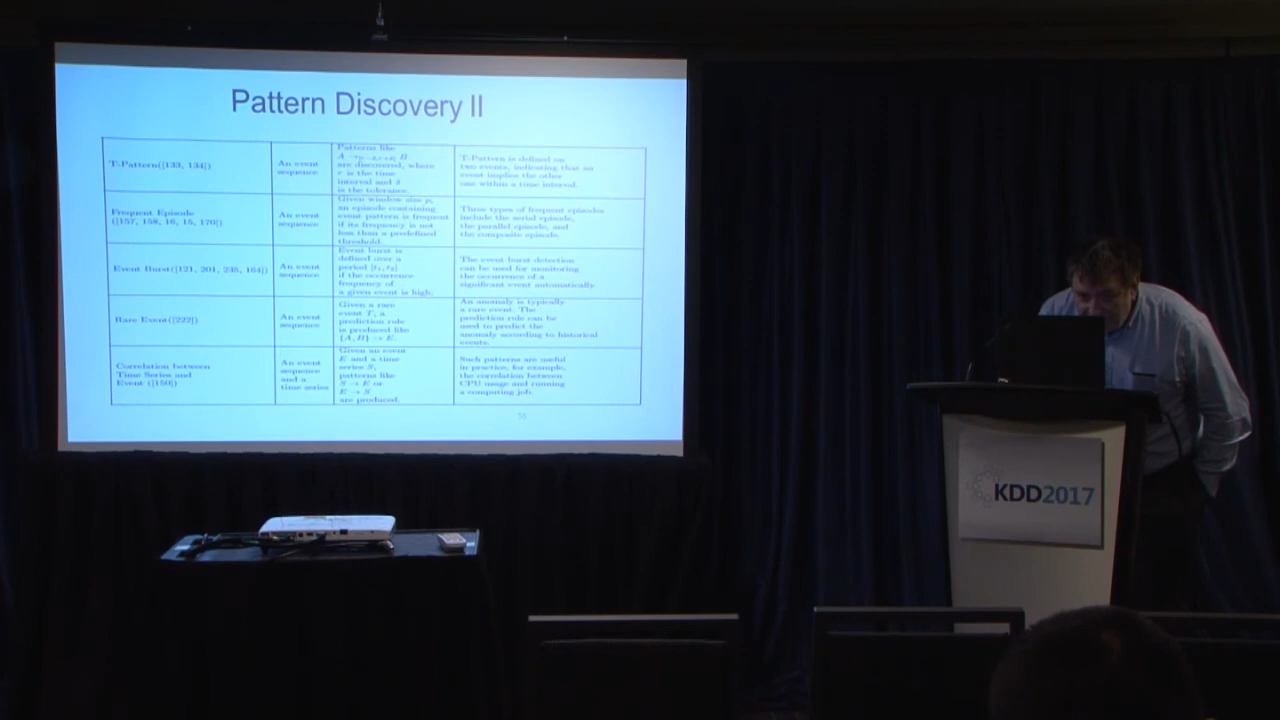 Pattern Discovery II
T-Pattern([133, 134])
An event
sequence
Patterns like
are discovered, where
τ is the time
interval and δ
is the tolerance.
T-Pattern is defined on
two events, indicating that an
event implies the other
one within a time interval.
Frequent Episode
([157, 158, 16, 15, 170])
An event
sequence
Given window size p,
an episode containing
event pattern is frequent
if its frequency is not
less than a predefined
threshold.
These types of frequent episodes
include the serial episode,
the parallel episode, and
the composite episode.
Event Burst([121, 201, 235, 164])
An event
sequence
Event burst is
defined over a
period [t₁, t₂]
if the occurrence
frequency of
a given event is high.
The event burst detection
can be used for monitoring
the occurrence of a
significant event automatically.
Rare Event([222])
An event
sequence
Given a rare
event T, a
prediction rule
is produced like
{A, B} → E.
An anomaly is typically
a rare event. The
prediction rule can be
used to predict the
anomaly according to historical
events.
Correlation between
Time Series and
Event ([150])
An event
sequence
and a
time series
Given an event
E and a time
series S,
patterns like
S → E or
E → S
are produced.
Such patterns are useful
in practice, for example,
the correlation between
CPU usage and running
a computing job.
55
KDD2017